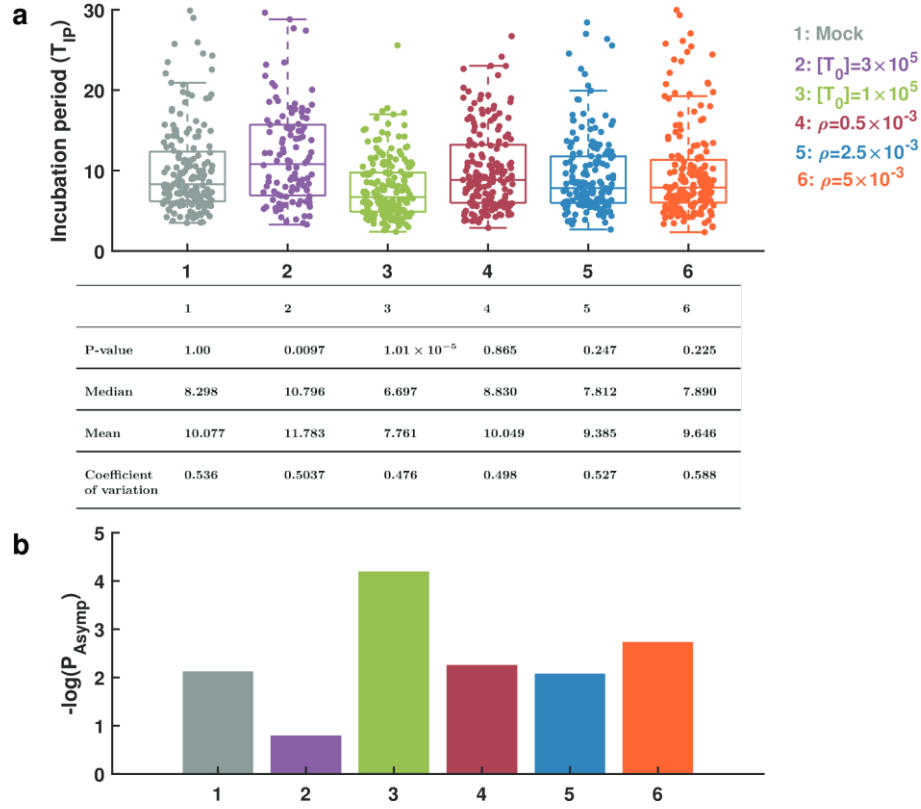 a
Incubation period (T_IP)
30
20
10
0
1 2 3 4 5 6
1: Mock
2: [T₀]=3×10⁵
3: [T₀]=1×10⁵
4: ρ=0.5×10⁻³
5: ρ=2.5×10⁻³
6: ρ=5×10⁻³
1 2 3 4 5 6
P-value 1.00 0.0097 1.01 × 10⁻⁵ 0.865 0.247 0.225
Median 8.298 10.796 6.697 8.830 7.812 7.890
Mean 10.077 11.783 7.761 10.049 9.385 9.646
Coefficient
of variation 0.536 0.5037 0.476 0.498 0.527 0.588
b
-log(P_Asymp)
5
4
3
2
1
0
1 2 3 4 5 6